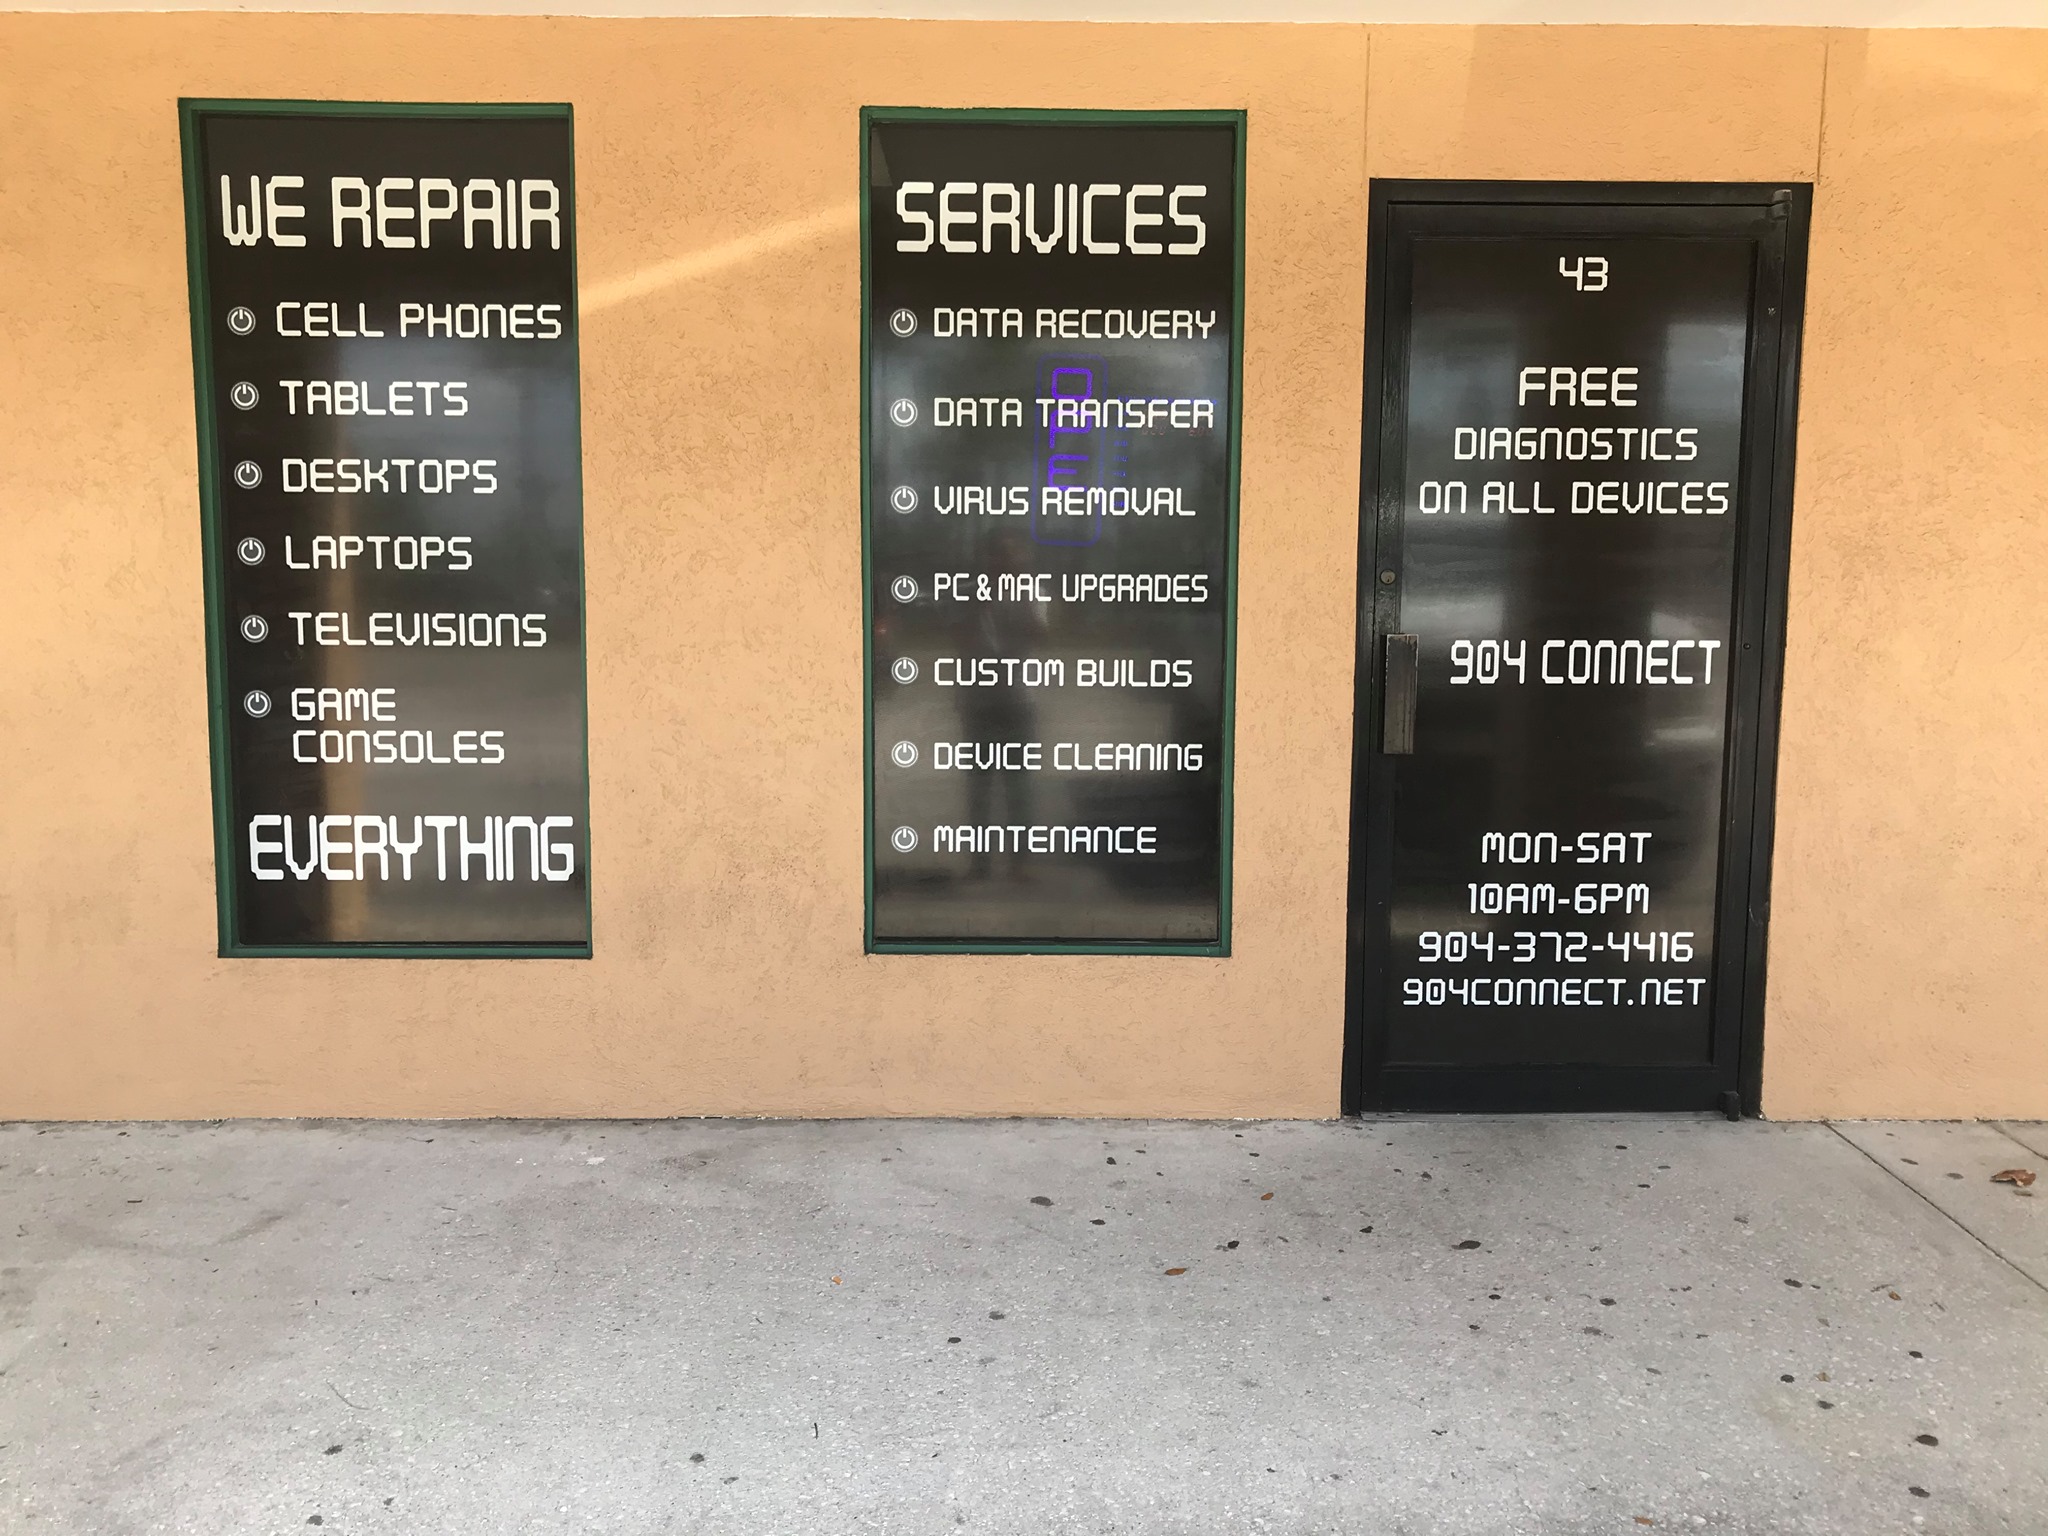 WE REPAIR
CELL PHONES
TABLETS
DESKTOPS
LAPTOPS
TELEVISIONS
GAME
CONSOLES
EVERYTHING
SERVICES
DATA RECOVERY
DATA TRANSFER
VIRUS REMOVAL
PC & MAC UPGRADES
CUSTOM BUILDS
DEVICE CLEANING
MAINTENANCE
43
FREE
DIAGNOSTICS
ON ALL DEVICES
904 CONNECT
MON-SAT
10AM-6PM
904-372-4416
904CONNECT.NET